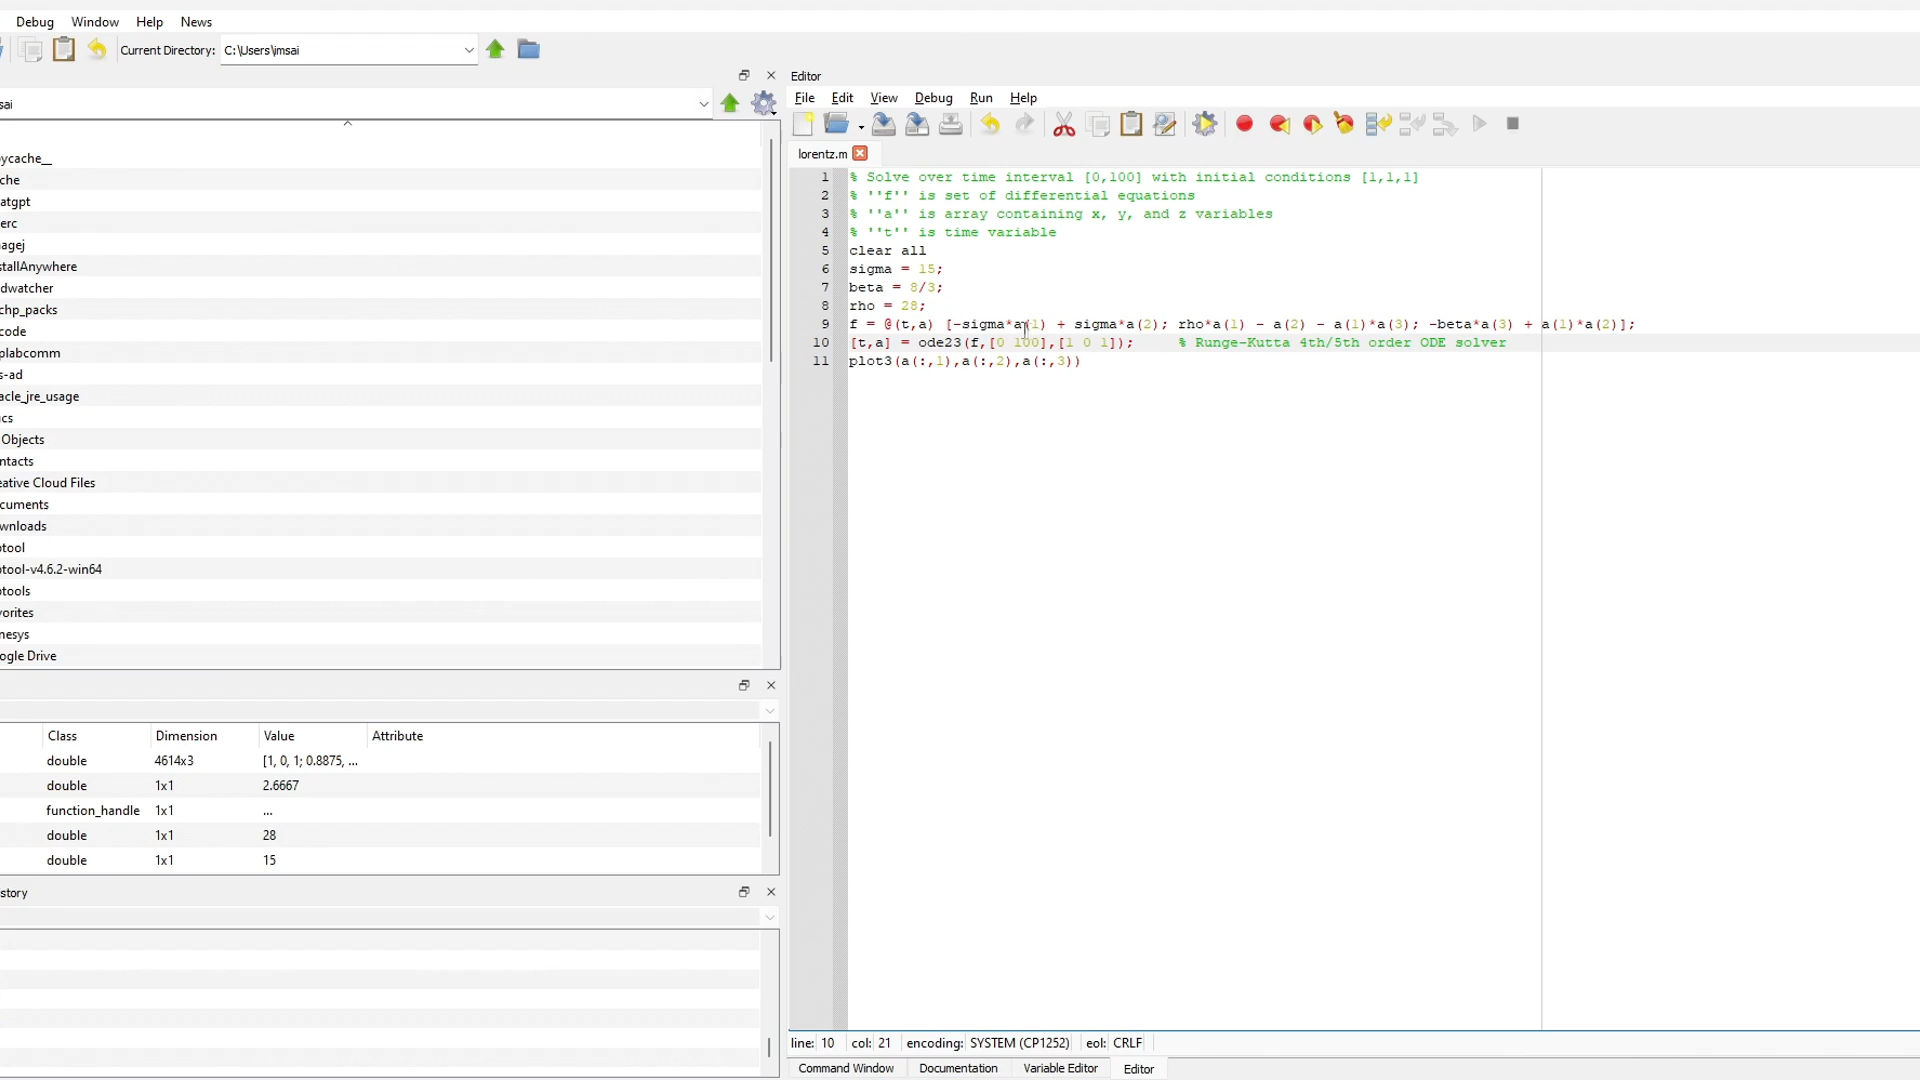 Debug Window Help News
Current Directory: C:\Users\jmsai
sai
ycache__
che
atgpt
erc
agej
stallAnywhere
dwatcher
chp_packs
code
plabcomm
s-ad
acle_jre_usage
ics
Objects
ntacts
eative Cloud Files
cuments
wnloads
otool
otool-v4.6.2-win64
otools
vorites
nesys
ogle Drive
Class Dimension Value Attribute
double 4614x3 [1, 0, 1; 0.8875, ...
double 1x1 2.6667
function_handle 1x1 ...
double 1x1 28
double 1x1 15
story
Editor
File Edit View Debug Run Help
lorentz.m
1 % Solve over time interval [0,100] with initial conditions [1,1,1]
2 % ''f'' is set of differential equations
3 % ''a'' is array containing x, y, and z variables
4 % ''t'' is time variable
5 clear all
6 sigma = 15;
7 beta = 8/3;
8 rho = 28;
9 f = @(t,a) [-sigma*a(1) + sigma*a(2); rho*a(1) - a(2) - a(1)*a(3); -beta*a(3) + a(1)*a(2)];
10 [t,a] = ode23(f,[0 100],[1 0 1]); % Runge-Kutta 4th/5th order ODE solver
11 plot3(a(:,1),a(:,2),a(:,3))
line: 10 col: 21 encoding: SYSTEM (CP1252) eol: CRLF
Command Window Documentation Variable Editor Editor